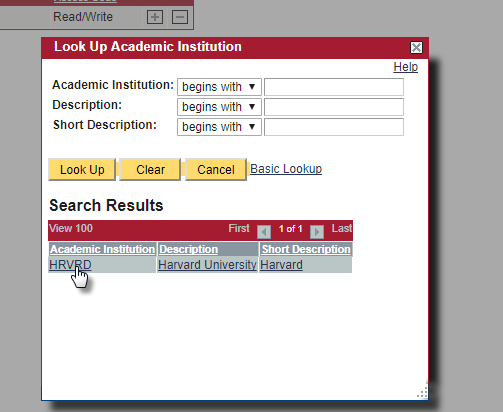 Read/Write
Look Up Academic Institution
Help
Academic Institution: begins with
Description: begins with
Short Description: begins with
Look Up Clear Cancel Basic Lookup
Search Results
View 100 First 1 of 1 Last
Academic Institution Description Short Description
HRVRD Harvard University Harvard